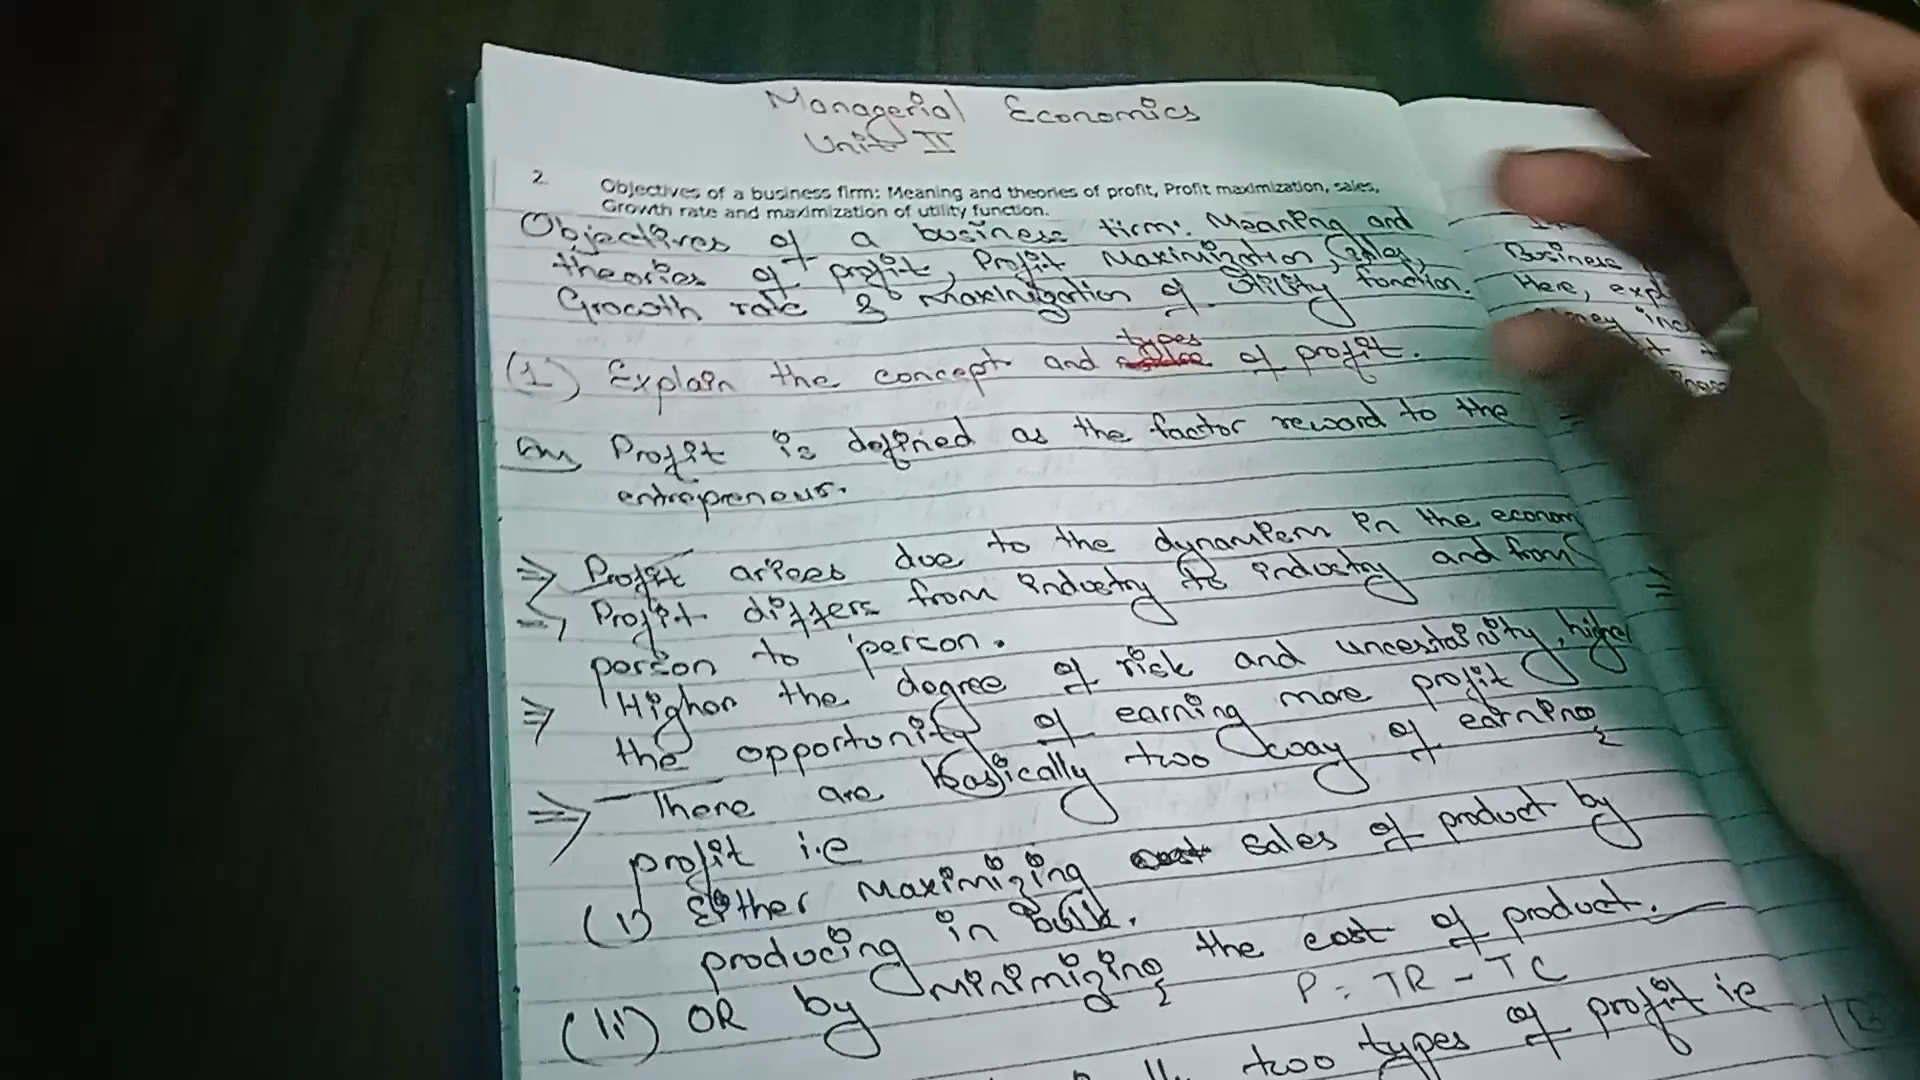 Managerial Economics
Unit II
2. Objectives of a business firm: Meaning and theories of profit, Profit maximization, sales,
Growth rate and maximization of utility function.
Objectives of a business firm: Meaning and
theories of profit, Profit Maximization, Sales,
Growth rate & Maximization of Utility function.
(1) Explain the concept and types of profit.
Ans Profit is defined as the factor reward to the
entrepreneur.
⇒ Profit arises due to the dynamism in the econom
⇒ Profit differs from industry to industry and from
person to person.
⇒ Higher the degree of risk and uncertainity, higher
the opportunity of earning more profit
⇒ There are basically two way of earning
profit i.e
(i) Either Maximizing sales of product by
producing in bulk.
(ii) OR by Minimizing the cost of product.
P = TR - TC
two types of profit ie
Business
Here, expl